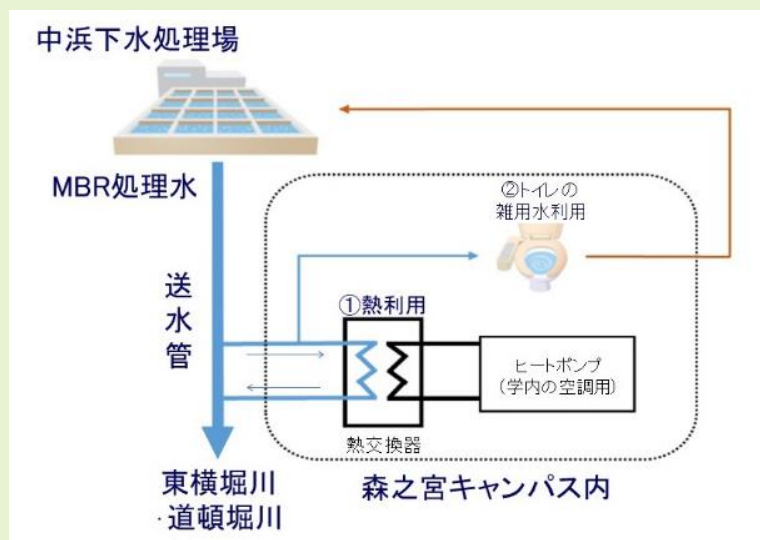 中浜下水処理場
MBR処理水
②トイレの
雑用水利用
送
水
管
①熱利用
ヒートポンプ
(学内の空調用)
熱交換器
東横堀川
・道頓堀川
森之宮キャンパス内